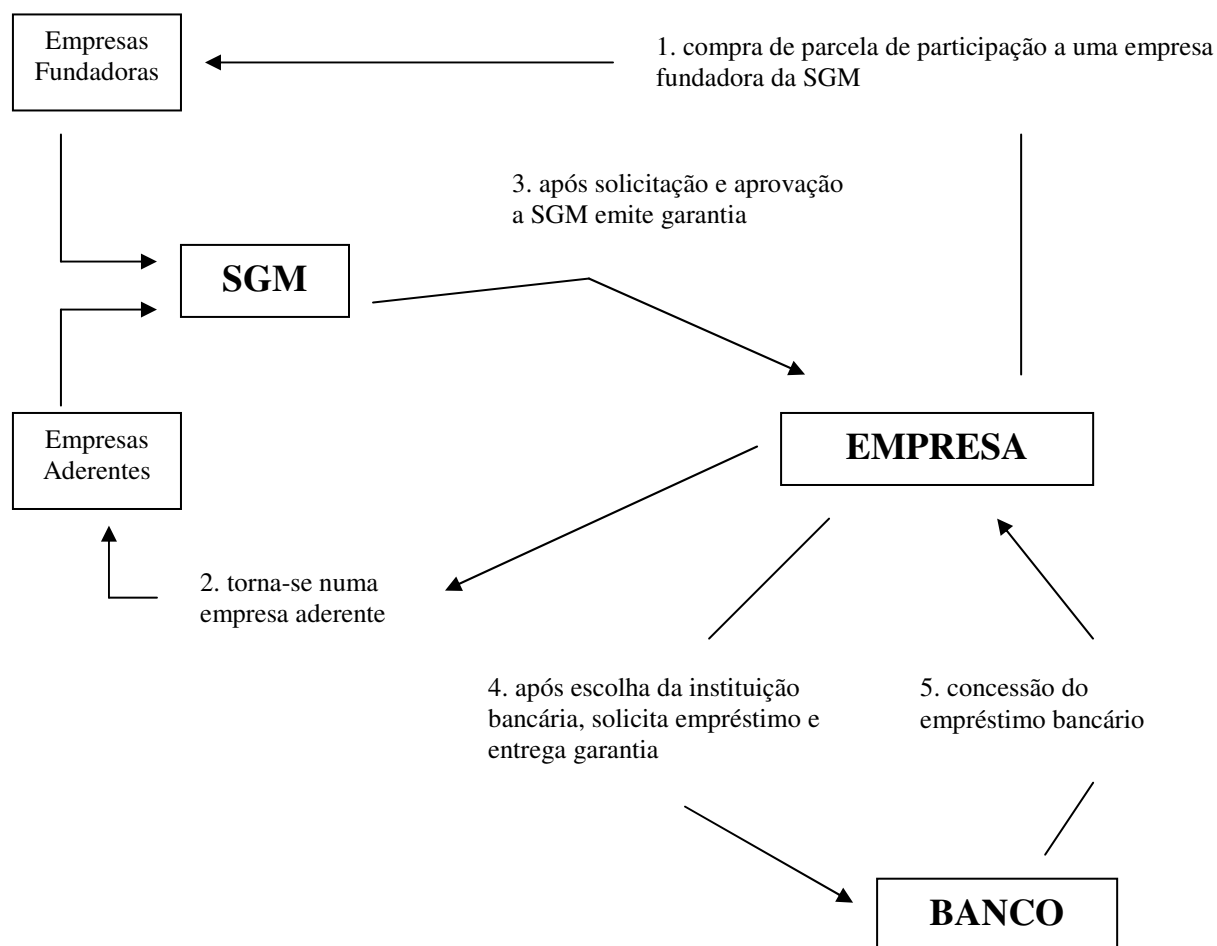 Empresas
Fundadoras
1. compra de parcela de participação a uma empresa
fundadora da SGM
3. após solicitação e aprovação
a SGM emite garantia
SGM
Empresas
Aderentes
EMPRESA
2. torna-se numa
empresa aderente
4. após escolha da instituição
bancária, solicita empréstimo e
entrega garantia
5. concessão do
empréstimo bancário
BANCO